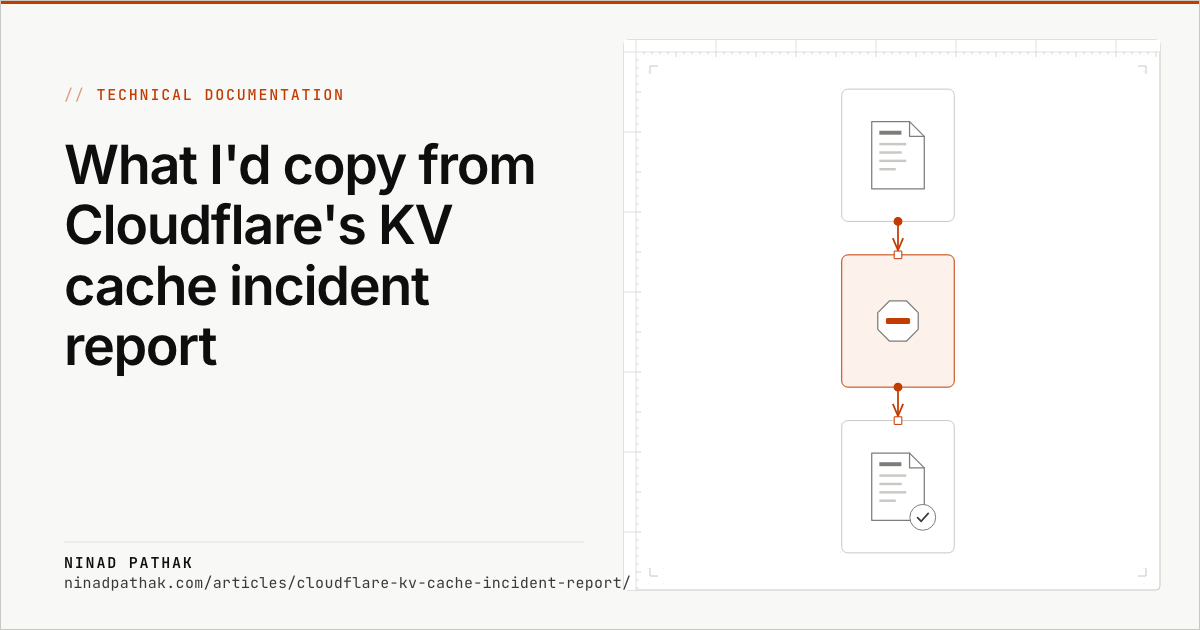 // TECHNICAL DOCUMENTATION
What I'd copy from
Cloudflare's KV
cache incident
report
NINAD PATHAK
ninadpathak.com/articles/cloudflare-kv-cache-incident-report/